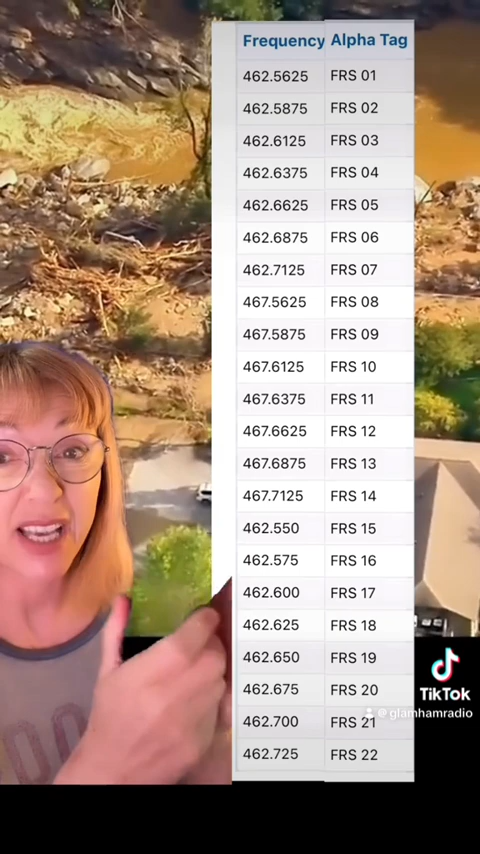 Frequency Alpha Tag
462.5625 FRS 01
462.5875 FRS 02
462.6125 FRS 03
462.6375 FRS 04
462.6625 FRS 05
462.6875 FRS 06
462.7125 FRS 07
467.5625 FRS 08
467.5875 FRS 09
467.6125 FRS 10
467.6375 FRS 11
467.6625 FRS 12
467.6875 FRS 13
467.7125 FRS 14
462.550 FRS 15
462.575 FRS 16
462.600 FRS 17
462.625 FRS 18
462.650 FRS 19
462.675 FRS 20
462.700 FRS 21
462.725 FRS 22
TikTok
@glamhamradio